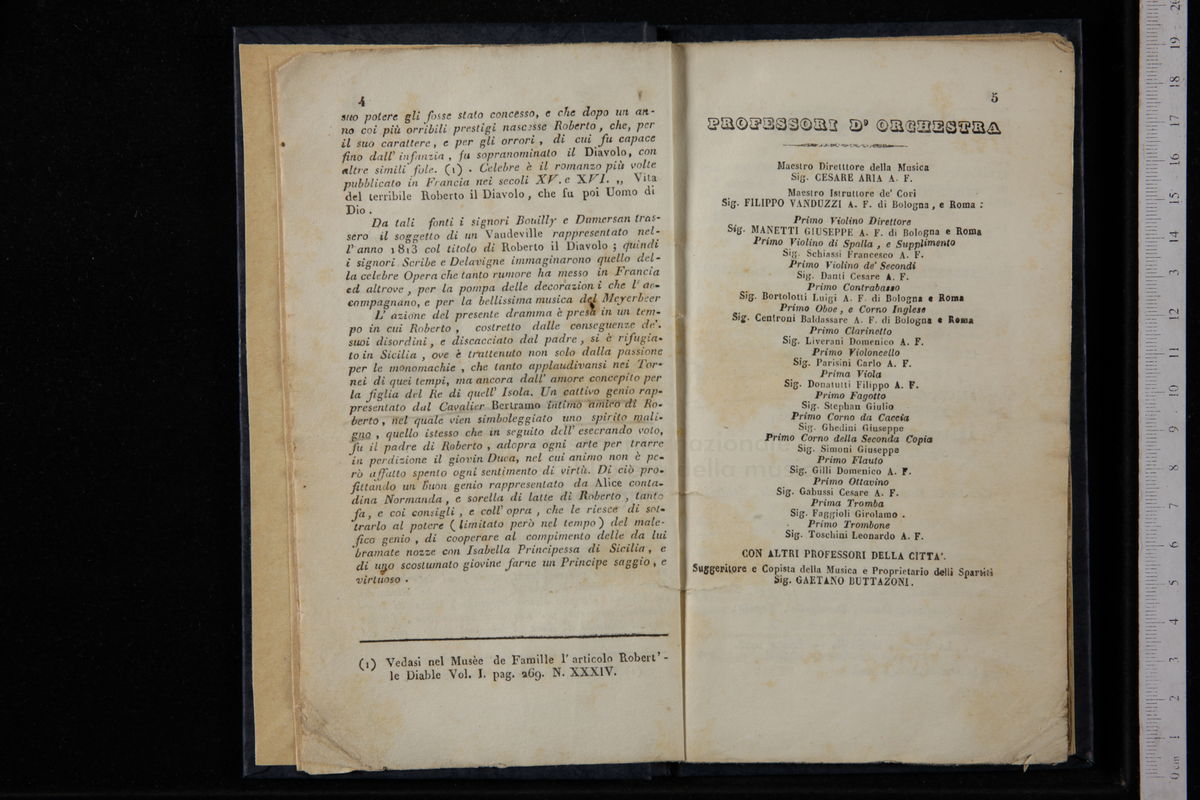 4
suo potere gli fosse stato concesso, e che dopo un an-
no coi più orribili prestigi nascesse Roberto, che, per
il suo carattere, e per gli orrori, di cui fu capace
fino dall' infanzia, fu sopranominato il Diavolo, con
altre simili fole. (1). Celebre è il romanzo più volte
pubblicato in Francia nei secoli XV. e XVI. „ Vita
del terribile Roberto il Diavolo, che fu poi Uomo di
Dio.
Da tali fonti i signori Bouilly e Dumersan tras-
sero il soggetto di un Vaudeville rappresentato nel-
l'anno 1813 col titolo di Roberto il Diavolo; quindi
i signori Scribe e Delavigne immaginarono quello del-
la celebre Opera che tanto rumore ha messo in Francia
ed altrove, per la pompa delle decorazioni che l'ac-
compagnano, e per la bellissima musica del Meyerbeer
L' azione del presente dramma è presa in un tem-
po in cui Roberto, costretto dalle conseguenze de'
suoi disordini, e discacciato dal padre, si è rifugia-
to in Sicilia, ove è trattenuto non solo dalla passione
per le monomachie, che tanto applaudivansi nei Tor-
nei di quei tempi, ma ancora dall' amore concepito per
la figlia del Re di quell' Isola. Un cattivo genio rap-
presentato dal Cavalier Bertramo intimo amico di Ro-
berto, nel quale vien simboleggiato uno spirito mali-
gno, quello istesso che in seguito dell' esecrando voto,
fu il padre di Roberto, adopra ogni arte per trarre
in perdizione il giovin Duca, nel cui animo non è pe-
rò affatto spento ogni sentimento di virtù. Di ciò pro-
fittando un buon genio rappresentato da Alice conta-
dina Normanda, e sorella di latte di Roberto, tanto
fa, e coi consigli, e coll' opra, che le riesce di sot-
trarlo al potere (limitato però nel tempo) del male-
fico genio, di cooperare al compimento delle da lui
bramate nozze con Isabella Principessa di Sicilia, e
di uno scostumato giovine farne un Principe saggio, e
virtuoso.
(1) Vedasi nel Musèe de Famille l'articolo Robert'-
le Diable Vol. I. pag. 269. N. XXXIV.
5
PROFESSORI D' ORCHESTRA
Maestro Direttore della Musica
Sig. CESARE ARIA A. F.
Maestro Istruttore de' Cori
Sig. FILIPPO VANDUZZI A. F. di Bologna, e Roma:
Primo Violino Direttore
Sig. MANETTI GIUSEPPE A. F. di Bologna e Roma
Primo Violino di Spalla, e Supplimento
Sig. Schiassi Francesco A. F.
Primo Violino de' Secondi
Sig. Danti Cesare A. F.
Primo Contrabasso
Sig. Bortolotti Luigi A. F. di Bologna e Roma
Primo Oboe, e Corno Inglese
Sig. Centroni Baldassare A. F. di Bologna e Roma
Primo Clarinetto
Sig. Liverani Domenico A. F.
Primo Violoncello
Sig. Parisini Carlo A. F.
Prima Viola
Sig. Donatutti Filippo A. F.
Primo Fagotto
Sig. Stephan Giulio
Primo Corno da Caccia
Sig. Ghedini Giuseppe
Primo Corno della Seconda Copia
Sig. Simoni Giuseppe
Primo Flauto
Sig. Gilli Domenico A. F.
Primo Ottavino
Sig. Gabussi Cesare A. F.
Prima Tromba
Sig. Faggioli Girolamo.
Primo Trombone
Sig. Toschini Leonardo A. F.
CON ALTRI PROFESSORI DELLA CITTA'.
Suggeritore e Copista della Musica e Proprietario delli Spartiti
Sig. GAETANO BUTTAZONI.